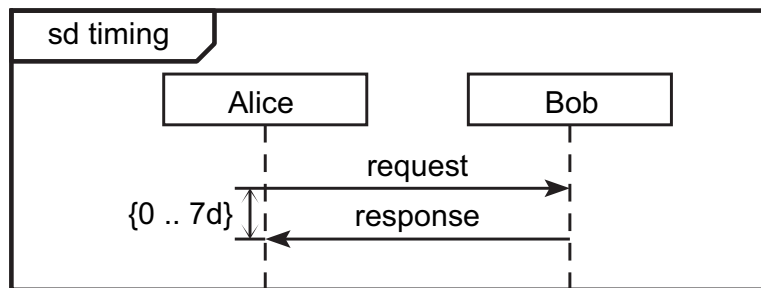 sd timing
Alice
Bob
request
{0 .. 7d}
response